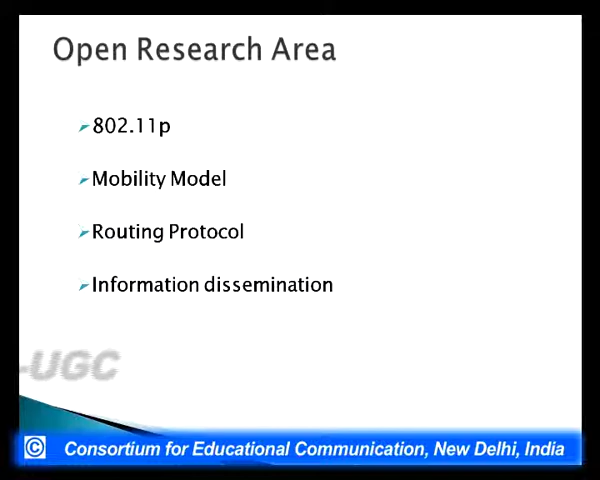 Open Research Area
802.11p
Mobility Model
Routing Protocol
Information dissemination
-UGC
© Consortium for Educational Communication, New Delhi, India